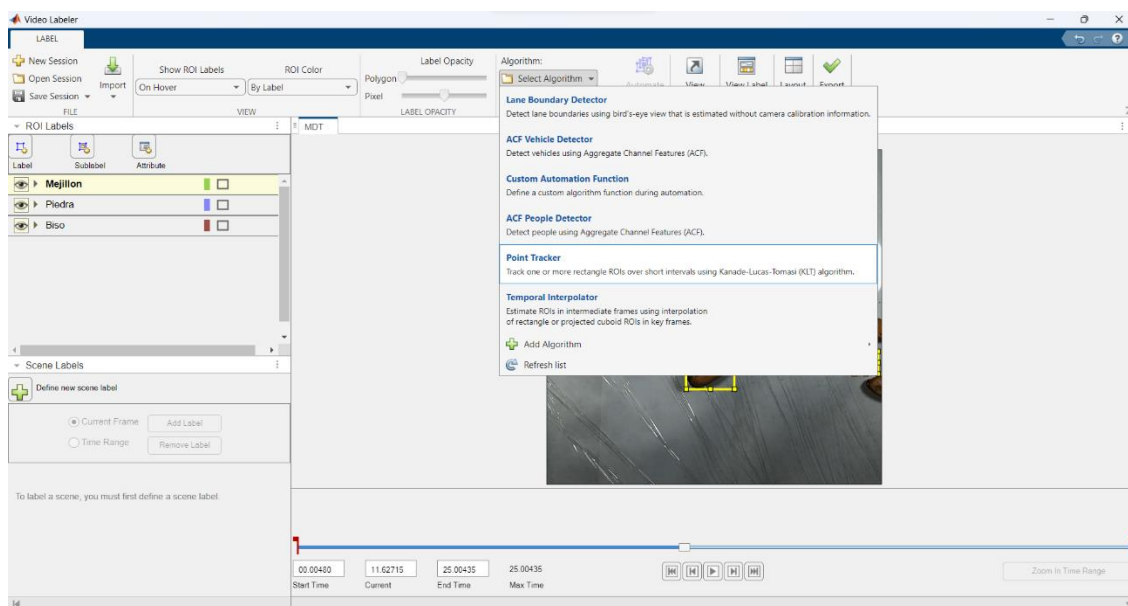 Video Labeler
LABEL
New Session
Open Session
Save Session
Import
FILE
Show ROI Labels
On Hover
ROI Color
By Label
VIEW
Label Opacity
Polygon
Pixel
LABEL OPACITY
Algorithm:
Select Algorithm
Automate
View
View Label
Layout
Export
Lane Boundary Detector
Detect lane boundaries using bird's-eye view that is estimated without camera calibration information.
ACF Vehicle Detector
Detect vehicles using Aggregate Channel Features (ACF).
Custom Automation Function
Define a custom algorithm function during automation.
ACF People Detector
Detect people using Aggregate Channel Features (ACF).
Point Tracker
Track one or more rectangle ROIs over short intervals using Kanade-Lucas-Tomasi (KLT) algorithm.
Temporal Interpolator
Estimate ROIs in intermediate frames using interpolation
of rectangle or projected cuboid ROIs in key frames.
Add Algorithm
Refresh list
ROI Labels
Label
Sublabel
Attribute
Mejillon
Piedra
Biso
Scene Labels
Define new scene label
Current Frame
Add Label
Time Range
Remove Label
To label a scene, you must first define a scene label.
MDT
00.00480
11.62715
25.00435
25.00435
Start Time
Current
End Time
Max Time
Zoom In Time Range